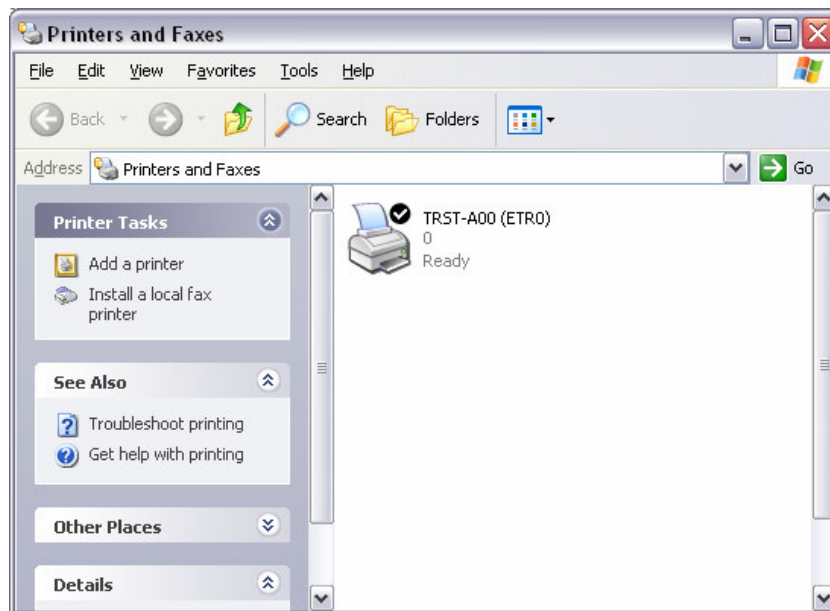 Printers and Faxes
File Edit View Favorites Tools Help
Back Search Folders
Address Printers and Faxes Go
Printer Tasks
Add a printer
Install a local fax
printer
See Also
Troubleshoot printing
Get help with printing
Other Places
Details
TRST-A00 (ETR0)
0
Ready